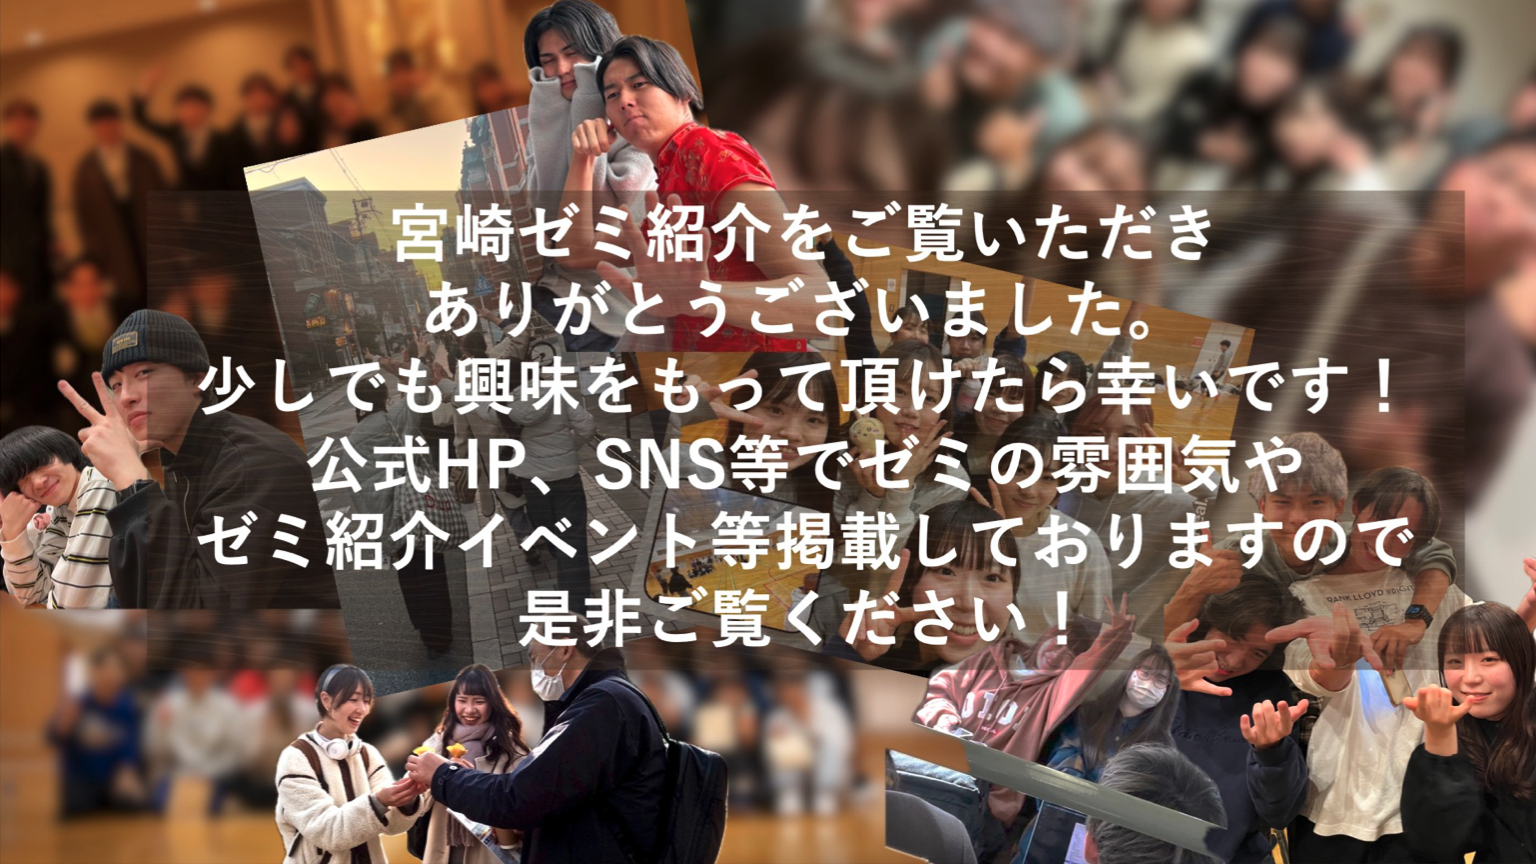 宮崎ゼミ紹介をご覧いただき
ありがとうございました。
少しでも興味をもって頂けたら幸いです！
公式HP、SNS等でゼミの雰囲気や
ゼミ紹介イベント等掲載しておりますので
是非ご覧ください！